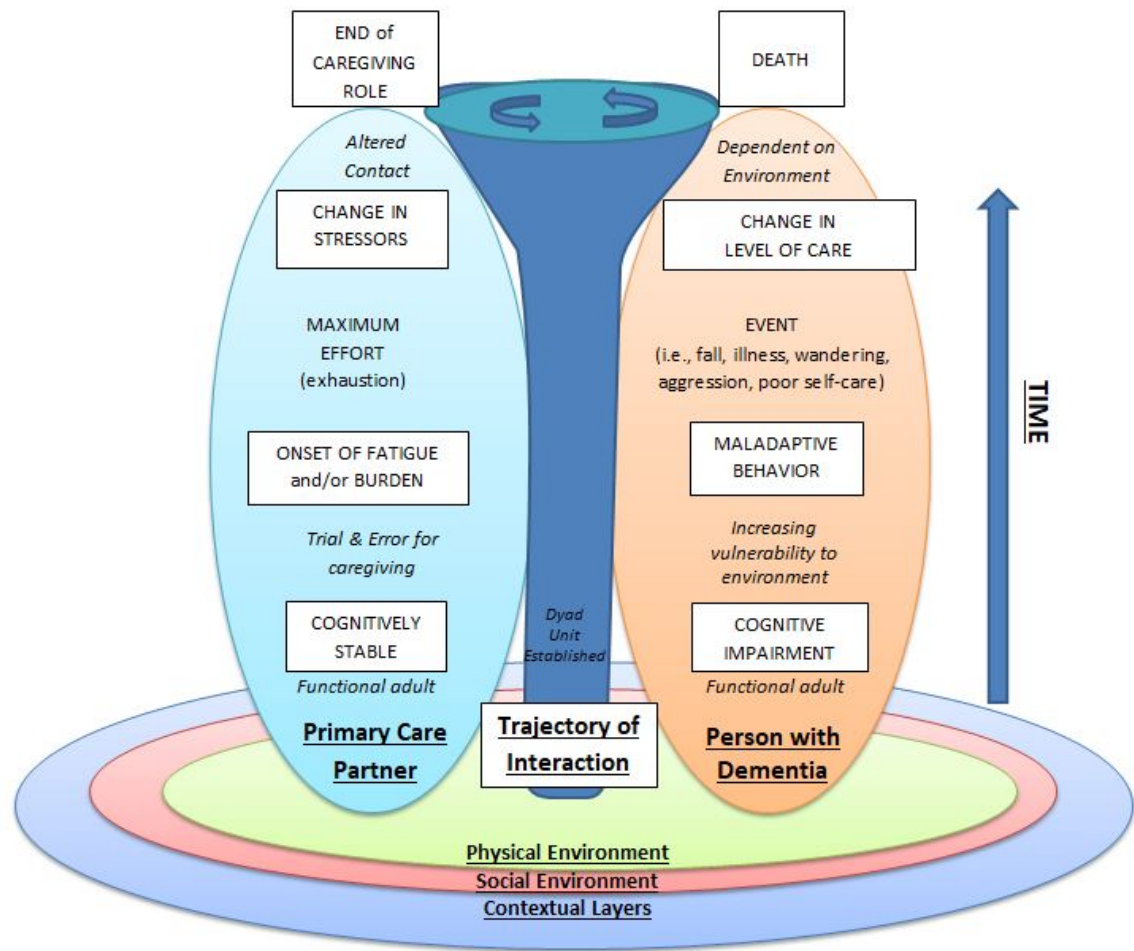 END of
CAREGIVING
ROLE
Altered
Contact
CHANGE IN
STRESSORS
MAXIMUM
EFFORT
(exhaustion)
ONSET OF FATIGUE
and/or BURDEN
Trial & Error for
caregiving
COGNITIVELY
STABLE
Functional adult
Primary Care
Partner
Dyad
Unit
Established
Trajectory of
Interaction
DEATH
Dependent on
Environment
CHANGE IN
LEVEL OF CARE
EVENT
(i.e., fall, illness, wandering,
aggression, poor self-care)
MALADAPTIVE
BEHAVIOR
Increasing
vulnerability to
environment
COGNITIVE
IMPAIRMENT
Functional adult
Person with
Dementia
TIME
Physical Environment
Social Environment
Contextual Layers